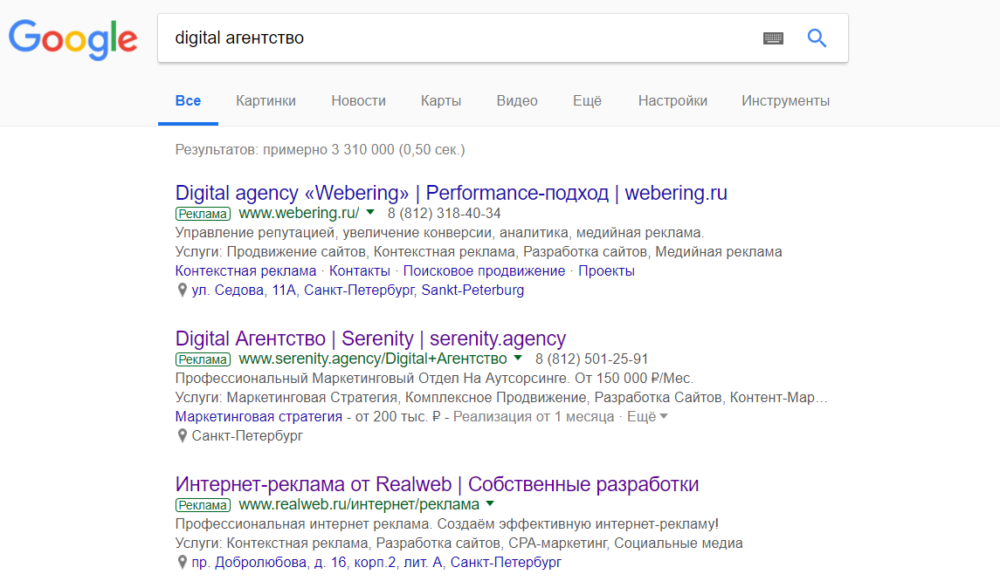 Google
digital агентство
Все Картинки Новости Карты Видео Ещё Настройки Инструменты
Результатов: примерно 3 310 000 (0,50 сек.)
Digital agency «Webering» | Performance-подход | webering.ru
Реклама www.webering.ru/ 8 (812) 318-40-34
Управление репутацией, увеличение конверсии, аналитика, медийная реклама.
Услуги: Продвижение сайтов, Контекстная реклама, Разработка сайтов, Медийная реклама
Контекстная реклама · Контакты · Поисковое продвижение · Проекты
ул. Седова, 11А, Санкт-Петербург, Sankt-Peterburg
Digital Агентство | Serenity | serenity.agency
Реклама www.serenity.agency/Digital+Агентство 8 (812) 501-25-91
Профессиональный Маркетинговый Отдел На Аутсорсинге. От 150 000 ₽/Мес.
Услуги: Маркетинговая Стратегия, Комплексное Продвижение, Разработка Сайтов, Контент-Мар…
Маркетинговая стратегия - от 200 тыс. ₽ - Реализация от 1 месяца · Ещё
Санкт-Петербург
Интернет-реклама от Realweb | Собственные разработки
Реклама www.realweb.ru/интернет/реклама
Профессиональная интернет реклама. Создаём эффективную интернет-рекламу!
Услуги: Контекстная реклама, Разработка сайтов, CPA-маркетинг, Социальные медиа
пр. Добролюбова, д. 16, корп.2, лит. А, Санкт-Петербург